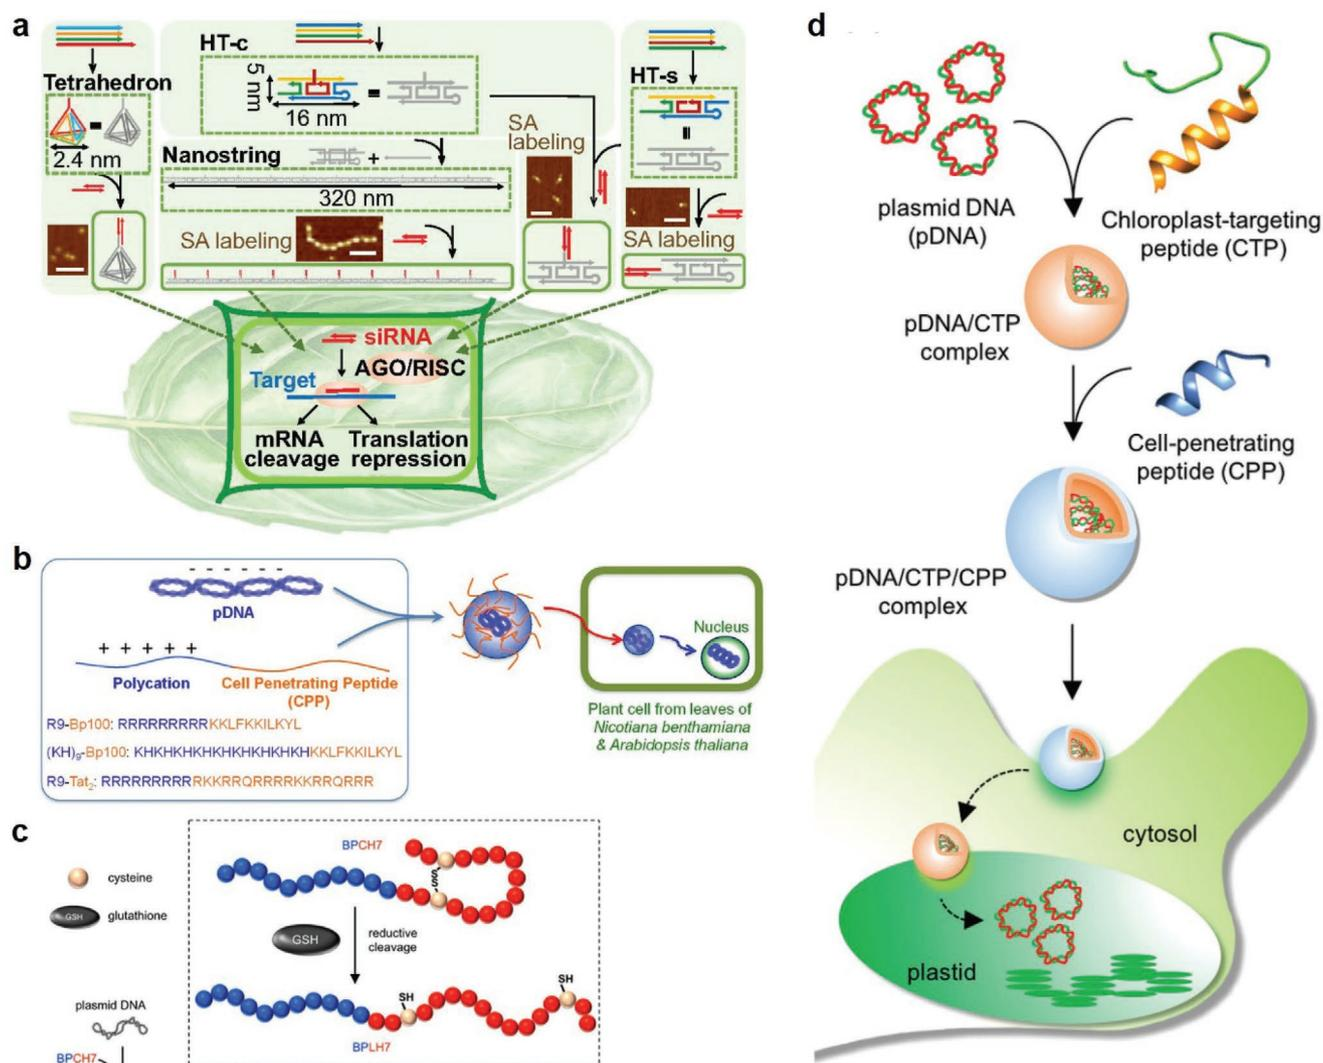 a
HT-c
Tetrahedron
2.4 nm
5 nm
16 nm
HT-s
SA
labeling
Nanostring
+
320 nm
SA labeling
SA labeling
siRNA
AGO/RISC
Target
mRNA
cleavage
Translation
repression
b
- - - - - -
pDNA
+ + + + +
Polycation
Cell Penetrating Peptide
(CPP)
R9-Bp100: RRRRRRRRRKKLFKKILKYL
(KH)9-Bp100: KHKHKHKHKHKHKHKHKHKKLFKKILKYL
R9-Tat2: RRRRRRRRRRKKRRQRRRRKKRRQRRR
Nucleus
Plant cell from leaves of
Nicotiana benthamiana
& Arabidopsis thaliana
c
cysteine
GSH
glutathione
plasmid DNA
BPCH7
BPCH7
S
S
GSH
reductive
cleavage
SH
SH
BPLH7
d
plasmid DNA
(pDNA)
Chloroplast-targeting
peptide (CTP)
pDNA/CTP
complex
Cell-penetrating
peptide (CPP)
pDNA/CTP/CPP
complex
cytosol
plastid